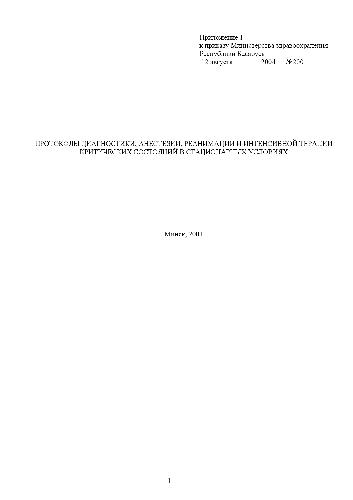 Приложение 1
к приказу Министерства здравоохранения
Республики Беларусь
12 августа 2004 № 200
ПРОТОКОЛЫ ДИАГНОСТИКИ, АНЕСТЕЗИИ, РЕАНИМАЦИИ И ИНТЕНСИВНОЙ ТЕРАПИИ
КРИТИЧЕСКИХ СОСТОЯНИЙ В СТАЦИОНАРНЫХ УСЛОВИЯХ
Минск, 2004
1